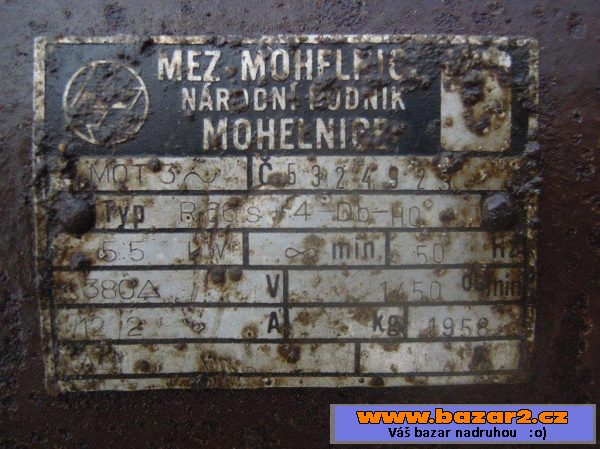 MEZ MOHELNICE
NÁRODNÍ PODNIK
MOHELNICE
MOT 3~ Č 5324923
Typ
5.5 kW ∞ min 50 Hz
380△ V 1450 ot/min
12,2 A kg 1958
www.bazar2.cz
Váš bazar nadruhou :o)